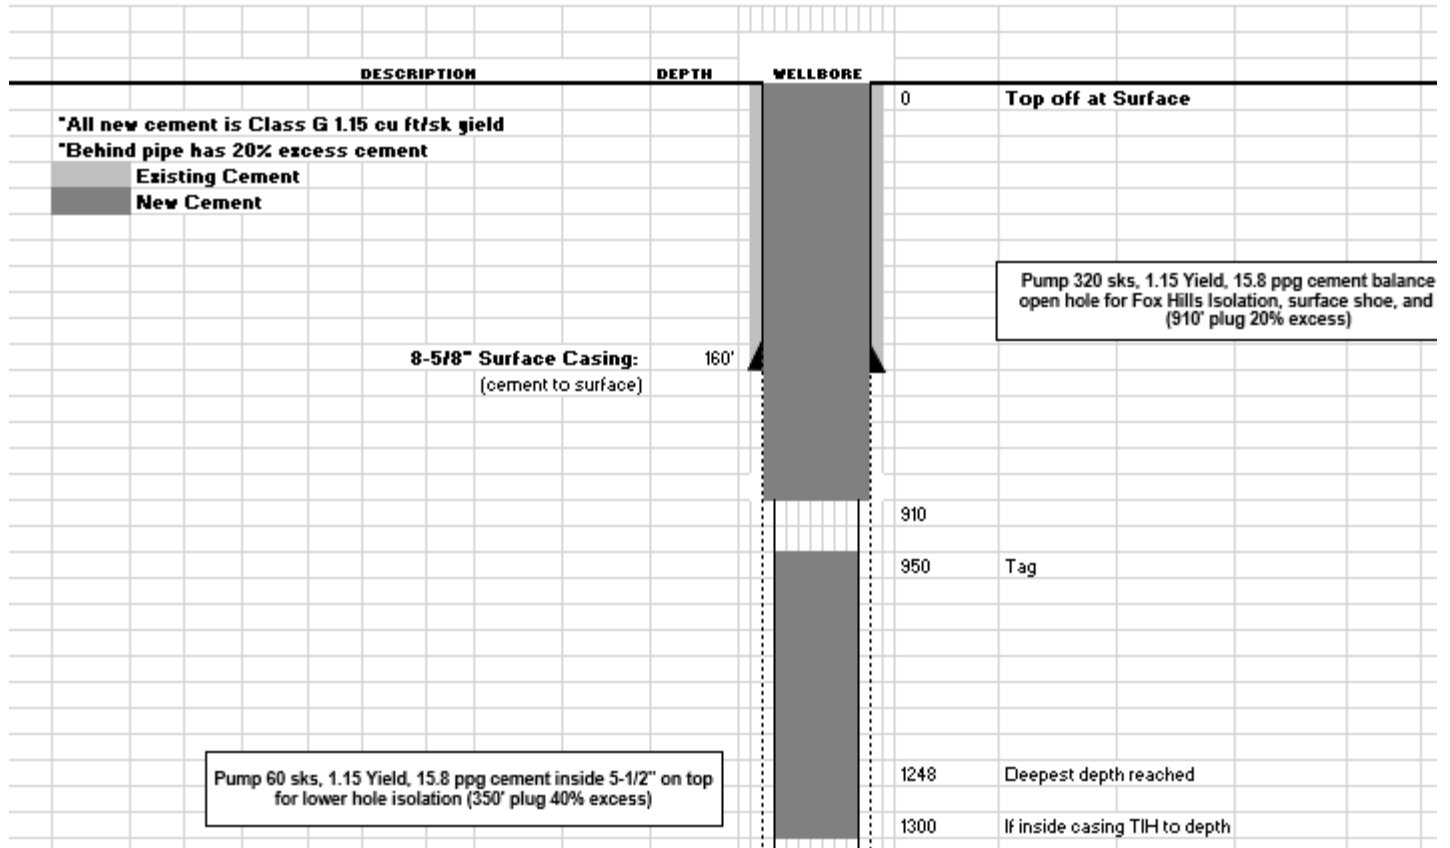 DESCRIPTION DEPTH WELLBORE
0 Top off at Surface
*All new cement is Class G 1.15 cu ft/sk yield
*Behind pipe has 20% excess cement
Existing Cement
New Cement
Pump 320 sks, 1.15 Yield, 15.8 ppg cement balance
open hole for Fox Hills Isolation, surface shoe, and
(910' plug 20% excess)
8-5/8" Surface Casing: 160'
(cement to surface)
910
950 Tag
Pump 60 sks, 1.15 Yield, 15.8 ppg cement inside 5-1/2" on top
for lower hole isolation (350' plug 40% excess)
1248 Deepest depth reached
1300 If inside casing TIH to depth